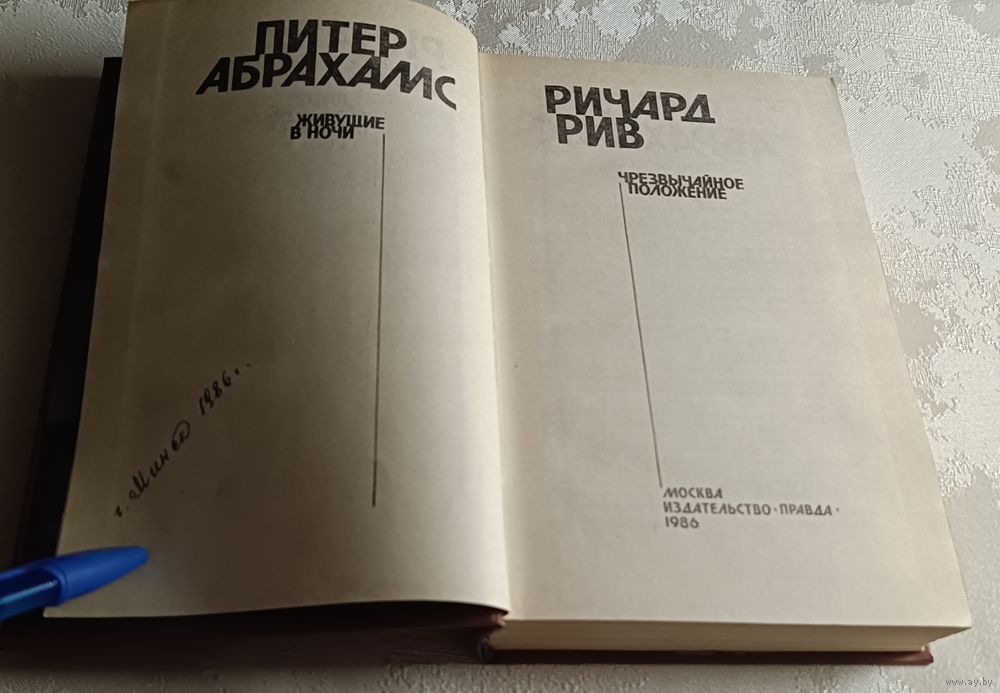 ПИТЕР
АБРАХАМС
ЖИВУЩИЕ
В НОЧИ
г. Минск 1986 г.
РИЧАРД
РИВ
ЧРЕЗВЫЧАЙНОЕ
ПОЛОЖЕНИЕ
МОСКВА
ИЗДАТЕЛЬСТВО·ПРАВДА·
1986
www.ay.by